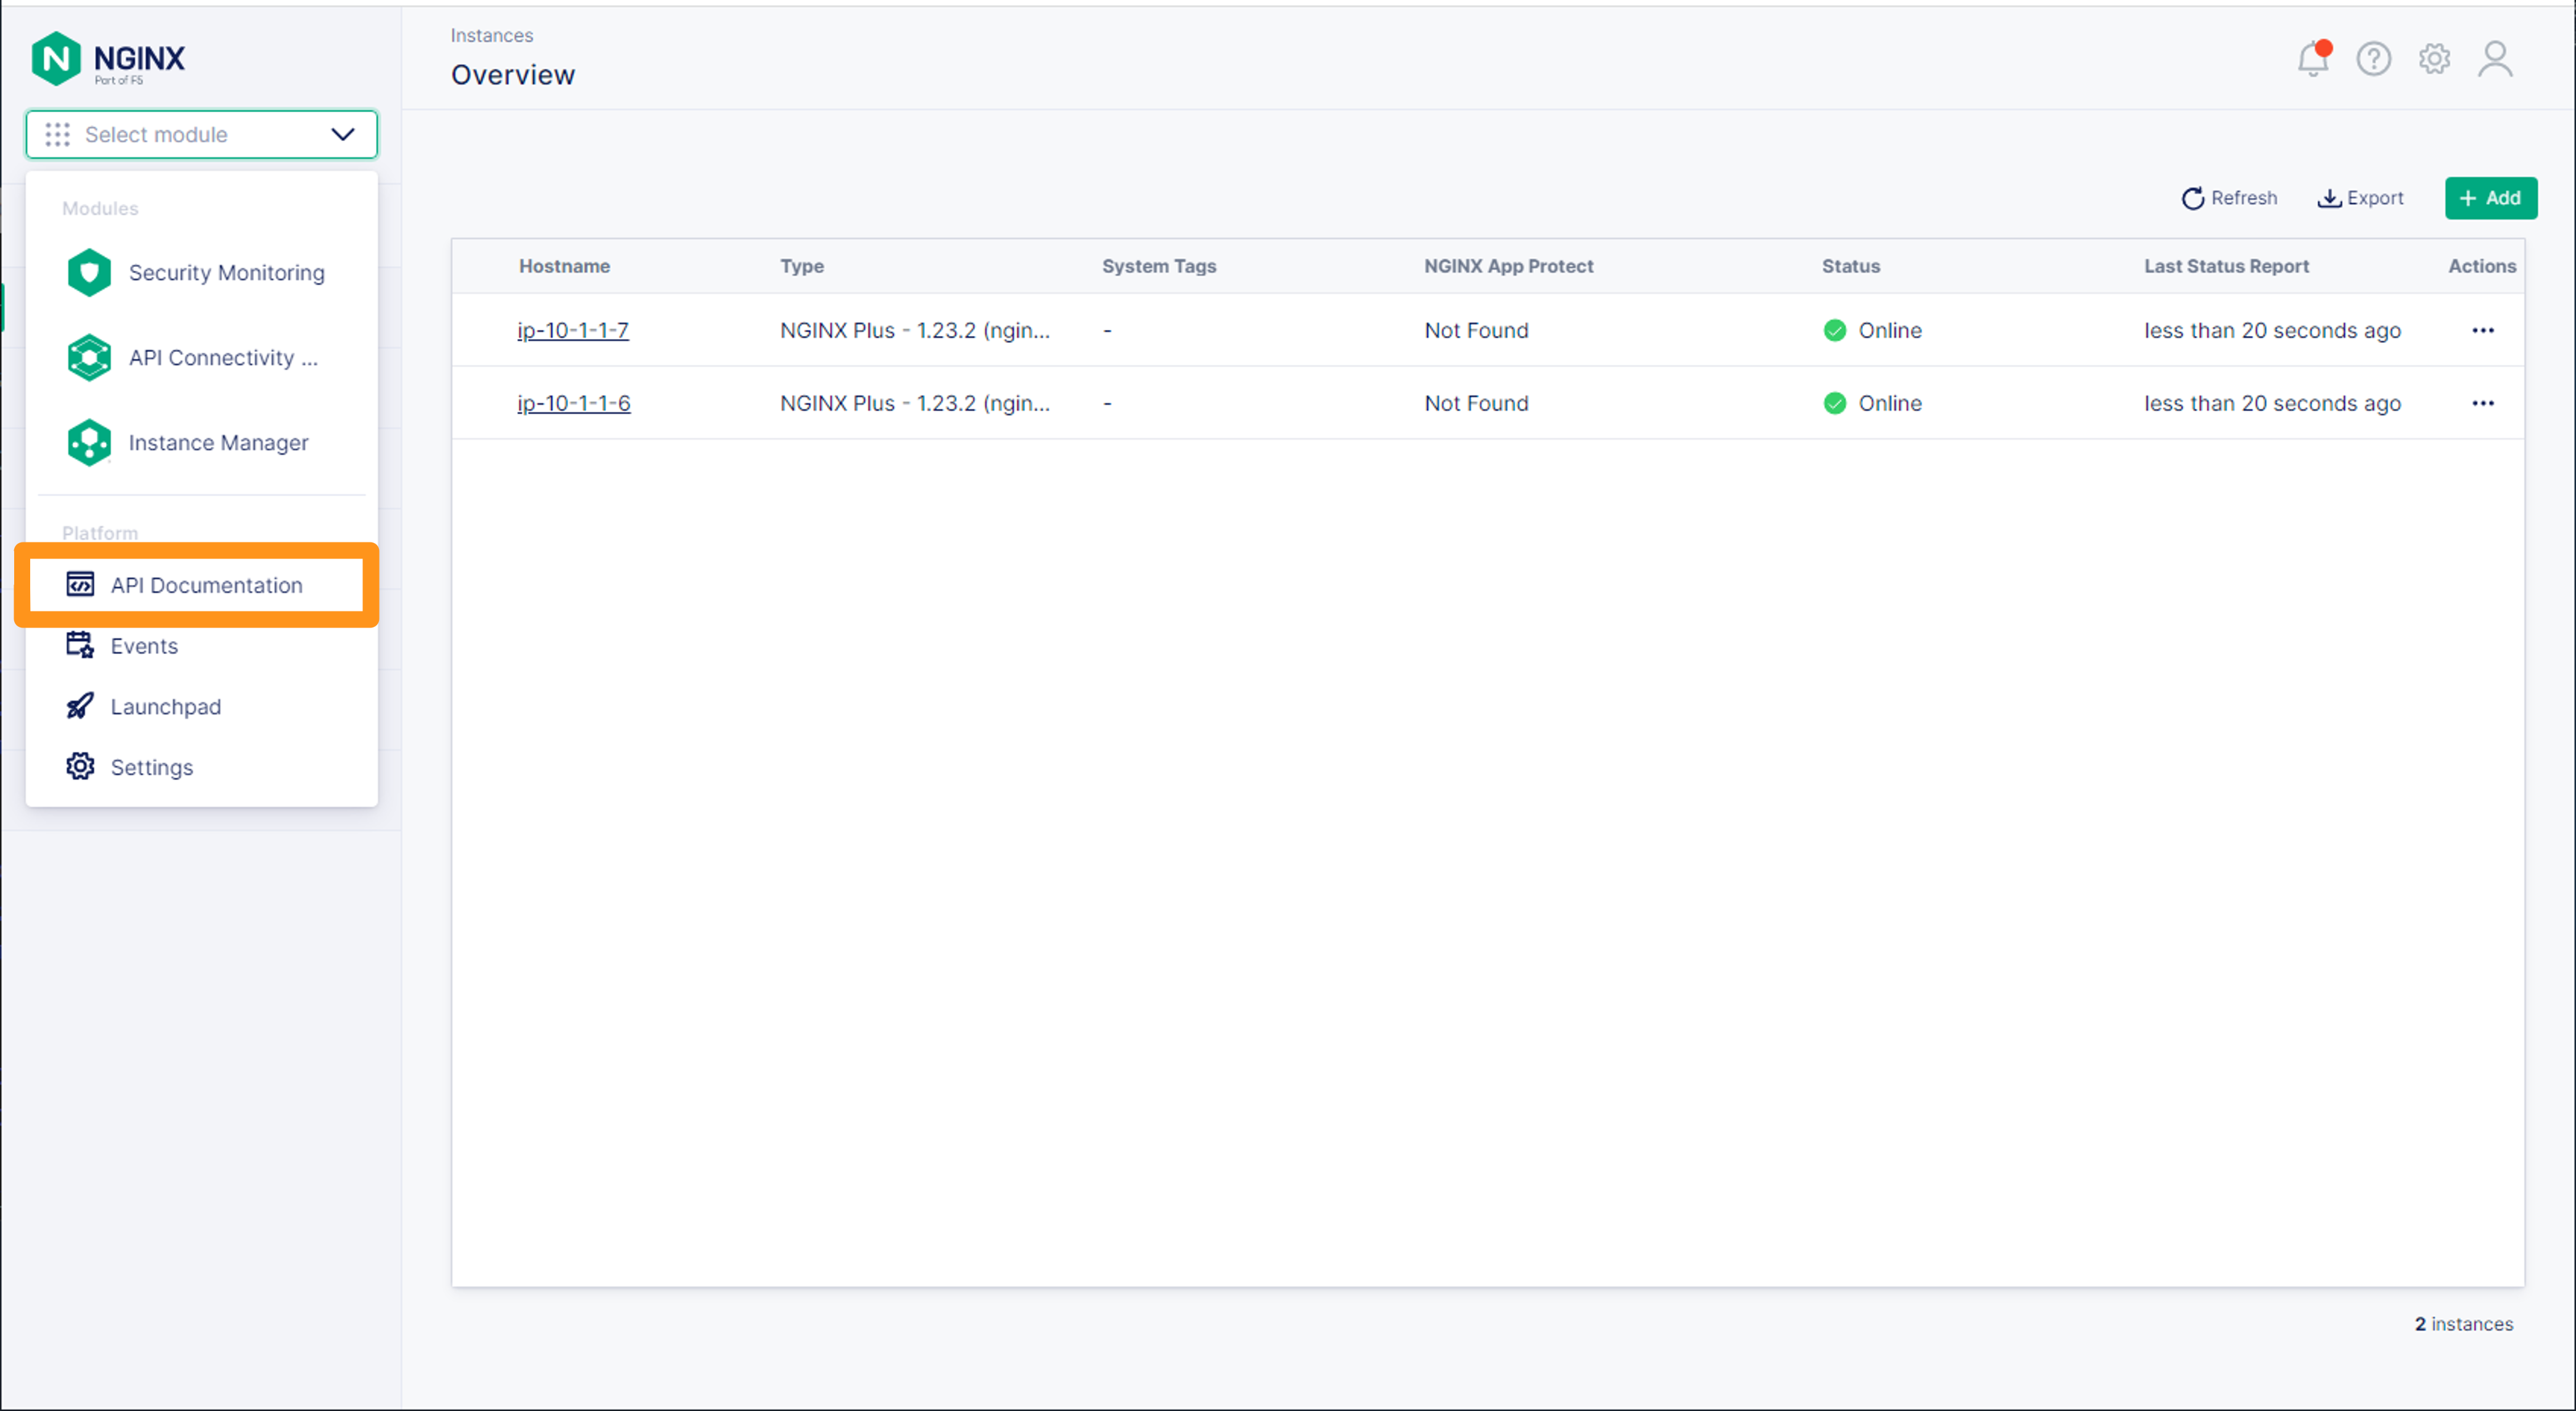 NGINX
Part of F5
Select module
Modules
Security Monitoring
API Connectivity ...
Instance Manager
Platform
API Documentation
Events
Launchpad
Settings
Instances
Overview
Refresh Export + Add
Hostname Type System Tags NGINX App Protect Status Last Status Report Actions
ip-10-1-1-7 NGINX Plus - 1.23.2 (ngin... - Not Found Online less than 20 seconds ago ...
ip-10-1-1-6 NGINX Plus - 1.23.2 (ngin... - Not Found Online less than 20 seconds ago ...
2 instances